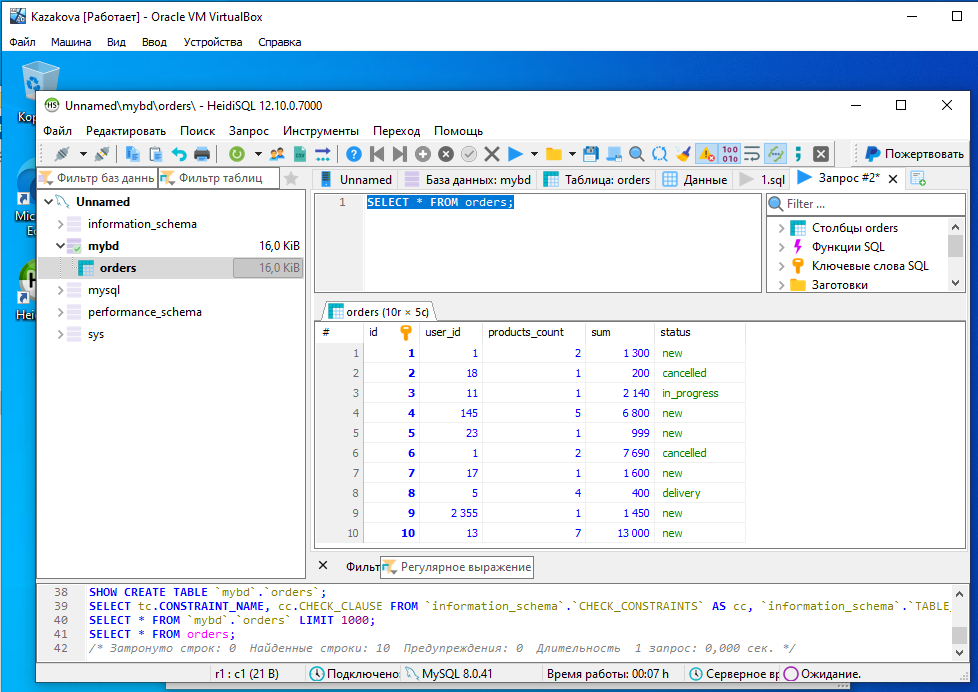 Kazakova [Работает] - Oracle VM VirtualBox
Файл Машина Вид Ввод Устройства Справка
Unnamed\mybd\orders\ - HeidiSQL 12.10.0.7000
Файл Редактировать Поиск Запрос Инструменты Переход Помощь
Пожертвовать
Фильтр баз данны Фильтр таблиц
Unnamed База данных: mybd Таблица: orders Данные 1.sql Запрос #2*
Unnamed
information_schema
mybd 16,0 KiB
orders 16,0 KiB
mysql
performance_schema
sys
1 SELECT * FROM orders;
Filter ...
Столбцы orders
Функции SQL
Ключевые слова SQL
Заготовки
orders (10r × 5c)
# id user_id products_count sum status
1 1 1 2 1 300 new
2 2 18 1 200 cancelled
3 3 11 1 2 140 in_progress
4 4 145 5 6 800 new
5 5 23 1 999 new
6 6 1 2 7 690 cancelled
7 7 17 1 1 600 new
8 8 5 4 400 delivery
9 9 2 355 1 1 450 new
10 10 13 7 13 000 new
Фильт Регулярное выражение
38 SHOW CREATE TABLE `mybd`.`orders`;
39 SELECT tc.CONSTRAINT_NAME, cc.CHECK_CLAUSE FROM `information_schema`.`CHECK_CONSTRAINTS` AS cc, `information_schema`.`TABLE_
40 SELECT * FROM `mybd`.`orders` LIMIT 1000;
41 SELECT * FROM orders;
42 /* Затронуто строк: 0 Найденные строки: 10 Предупреждения: 0 Длительность 1 запрос: 0,000 сек. */
r1 : c1 (21 B) Подключено: MySQL 8.0.41 Время работы: 00:07 h Серверное вр Ожидание.